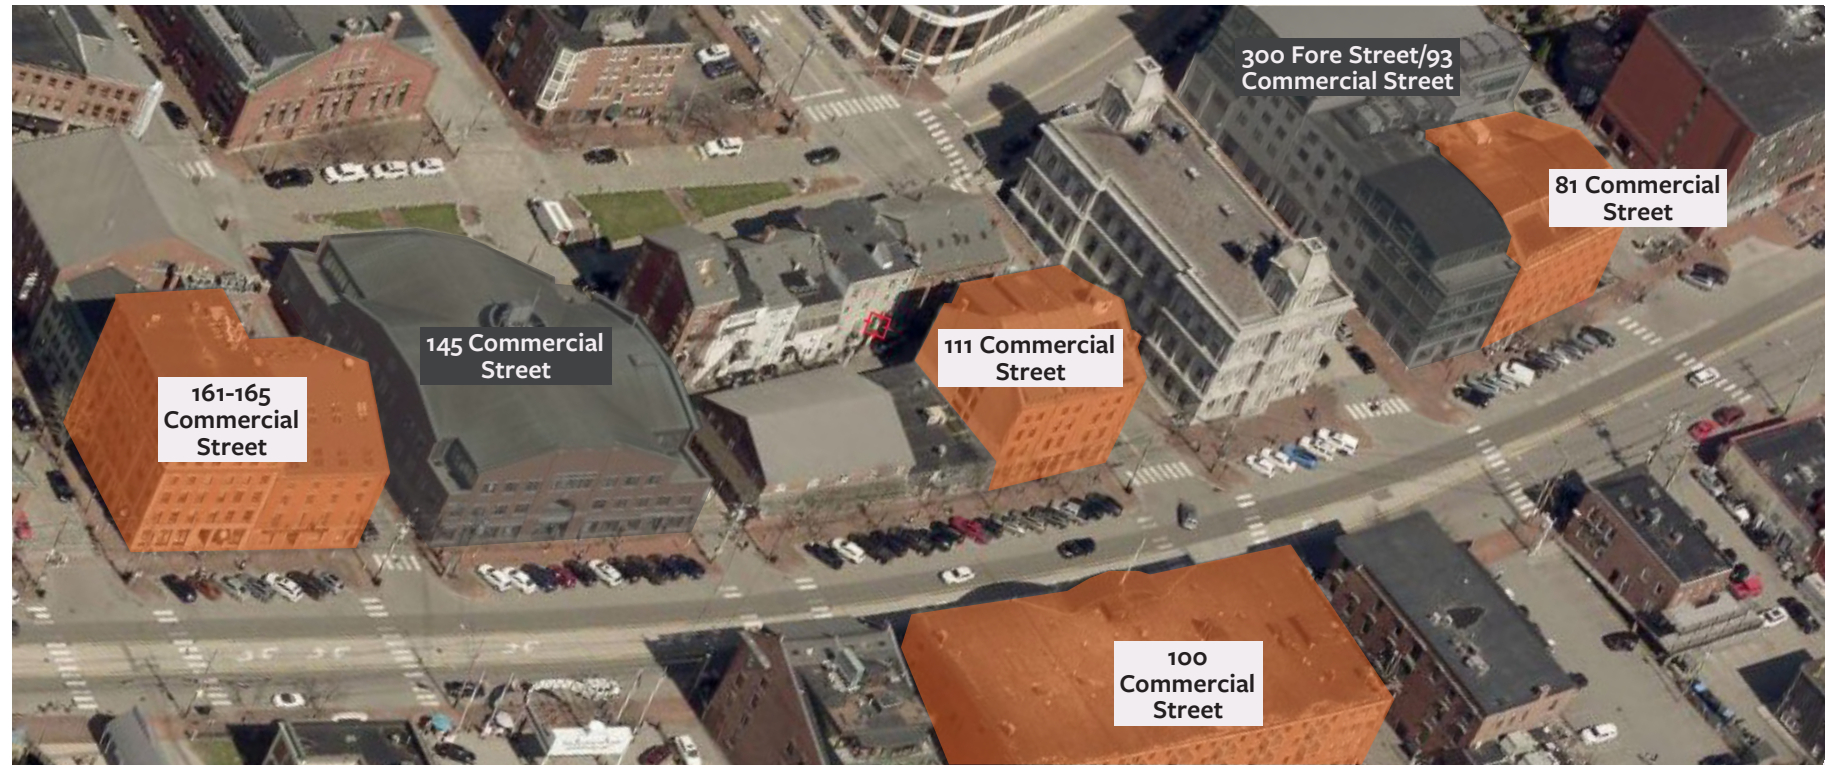 300 Fore Street/93
Commercial Street
81 Commercial
Street
145 Commercial
Street
111 Commercial
Street
161-165
Commercial
Street
100
Commercial
Street